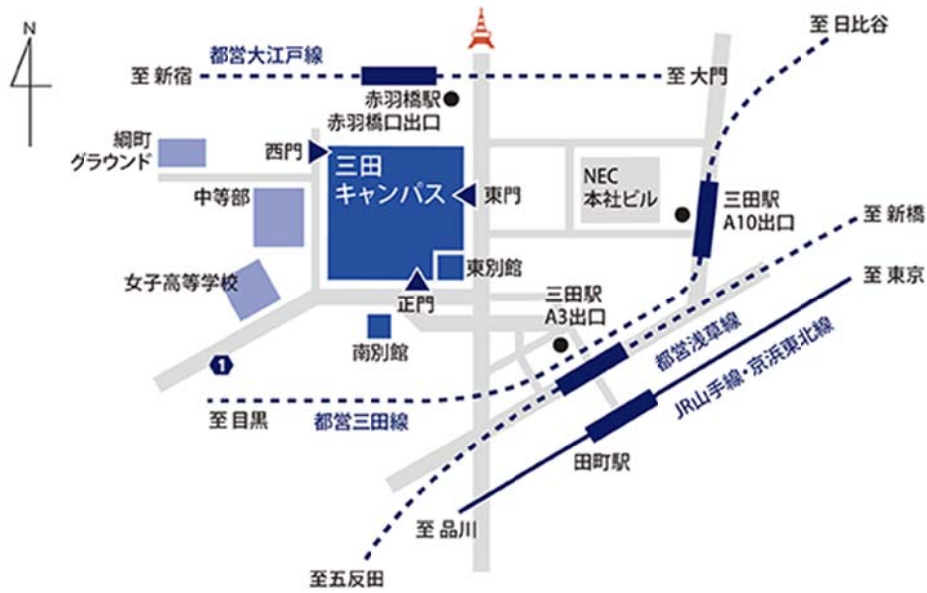 N
都営大江戸線
至 新宿
至 大門
至 日比谷
赤羽橋駅
赤羽橋口出口
綱町
グラウンド
西門
三田
キャンパス
東門
NEC
本社ビル
三田駅
A10出口
至 新橋
中等部
女子高等学校
東別館
正門
三田駅
A3出口
至 東京
南別館
都営浅草線
JR山手線・京浜東北線
1
至 目黒
都営三田線
田町駅
至 品川
至五反田